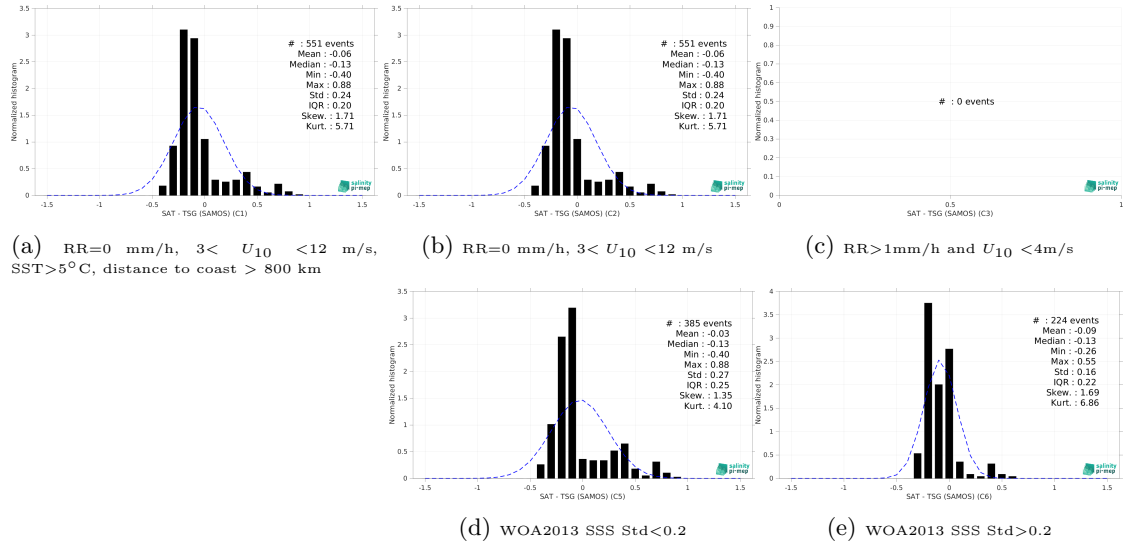 3.5
3
2.5
2
1.5
1
0.5
0
Normalized histogram
# : 551 events
Mean : -0.06
Median : -0.13
Min : -0.40
Max : 0.88
Std : 0.24
IQR : 0.20
Skew. : 1.71
Kurt. : 5.71
salinity
pi-mep
-1.5 -1 -0.5 0 0.5 1 1.5
SAT - TSG (SAMOS) (C1)
(a) RR=0 mm/h, 3< U10 <12 m/s,
SST>5°C, distance to coast > 800 km
3.5
3
2.5
2
1.5
1
0.5
0
Normalized histogram
# : 551 events
Mean : -0.06
Median : -0.13
Min : -0.40
Max : 0.88
Std : 0.24
IQR : 0.20
Skew. : 1.71
Kurt. : 5.71
salinity
pi-mep
-1.5 -1 -0.5 0 0.5 1 1.5
SAT - TSG (SAMOS) (C2)
(b) RR=0 mm/h, 3< U10 <12 m/s
1
0.9
0.8
0.7
0.6
0.5
0.4
0.3
0.2
0.1
0
Normalized histogram
# : 0 events
salinity
pi-mep
0 0.5 1
SAT - TSG (SAMOS) (C3)
(c) RR>1mm/h and U10 <4m/s
3.5
3
2.5
2
1.5
1
0.5
0
Normalized histogram
# : 385 events
Mean : -0.03
Median : -0.13
Min : -0.40
Max : 0.88
Std : 0.27
IQR : 0.25
Skew. : 1.35
Kurt. : 4.10
salinity
pi-mep
-1.5 -1 -0.5 0 0.5 1 1.5
SAT - TSG (SAMOS) (C5)
(d) WOA2013 SSS Std<0.2
4
3.5
3
2.5
2
1.5
1
0.5
0
Normalized histogram
# : 224 events
Mean : -0.09
Median : -0.13
Min : -0.26
Max : 0.55
Std : 0.16
IQR : 0.22
Skew. : 1.69
Kurt. : 6.86
salinity
pi-mep
-1.5 -1 -0.5 0 0.5 1 1.5
SAT - TSG (SAMOS) (C6)
(e) WOA2013 SSS Std>0.2